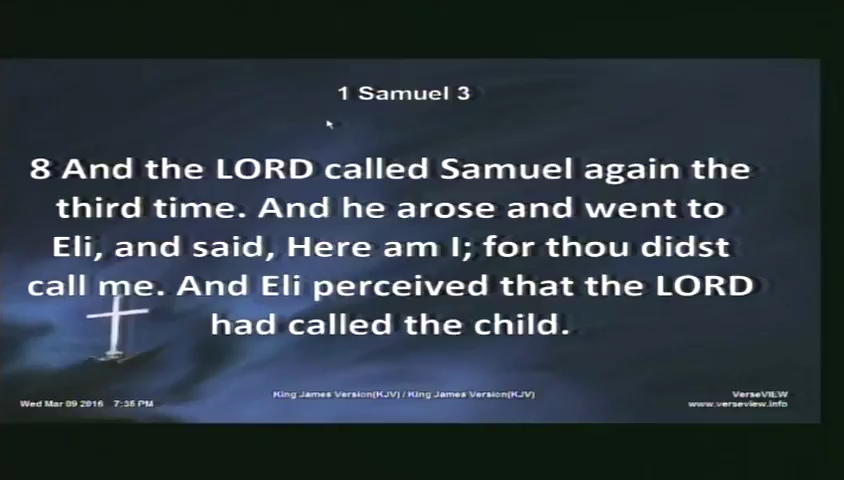 1 Samuel 3
8 And the LORD called Samuel again the
third time. And he arose and went to
Eli, and said, Here am I; for thou didst
call me. And Eli perceived that the LORD
had called the child.
Wed Mar 09 2016 7:35 PM
King James Version(KJV) / King James Version(KJV)
VerseVIEW
www.verseview.info